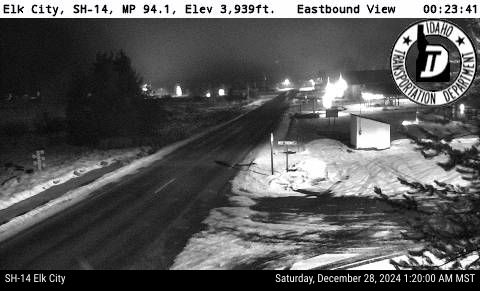 Elk City, SH-14, MP 94.1, Elev 3,939ft. Eastbound View 00:23:41
IDAHO
TRANSPORTATION DEPARTMENT
SH-14 Elk City
Saturday, December 28, 2024 1:20:00 AM MST